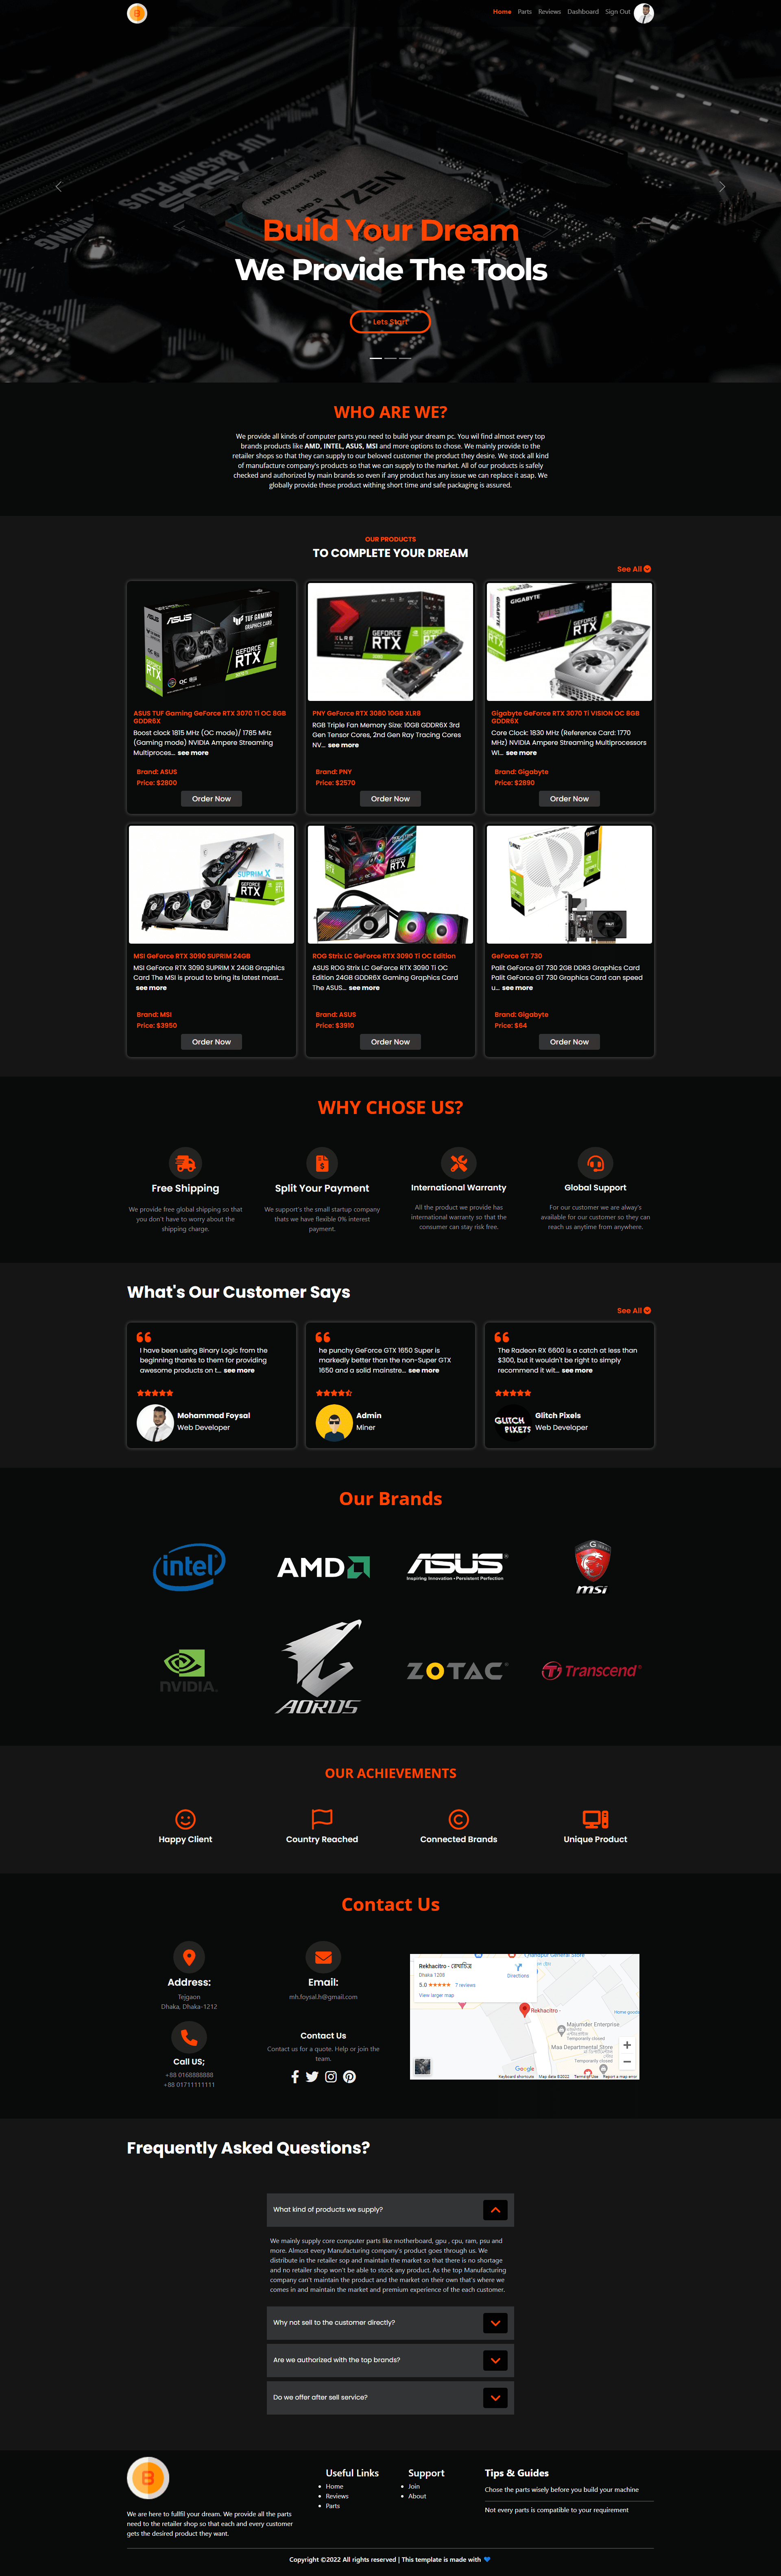 Home Parts Reviews Dashboard Sign Out
AMD Ryzen 5 3600
RYZEN
Build Your Dream
We Provide The Tools
Lets Start
WHO ARE WE?
We provide all kinds of computer parts you need to build your dream pc. You wil find almost every top
brands products like AMD, INTEL, ASUS, MSI and more options to chose. We mainly provide to the
retailer shops so that they can supply to our beloved customer the product they desire. We stock all kind
of manufacture company's products so that we can supply to the market. All of our products is safely
checked and authorized by main brands so even if any product has any issue we can replace it asap. We
globally provide these product withing short time and safe packaging is assured.
OUR PRODUCTS
TO COMPLETE YOUR DREAM
See All
ASUS TUF Gaming GeForce RTX 3070 Ti OC 8GB
GDDR6X
Boost clock 1815 MHz (OC mode)/ 1785 MHz
(Gaming mode) NVIDIA Ampere Streaming
Multiproces... see more
Brand: ASUS
Price: $2800
Order Now
PNY GeForce RTX 3080 10GB XLR8
RGB Triple Fan Memory Size: 10GB GDDR6X 3rd
Gen Tensor Cores, 2nd Gen Ray Tracing Cores
NV... see more
Brand: PNY
Price: $2570
Order Now
Gigabyte GeForce RTX 3070 Ti VISION OC 8GB
GDDR6X
Core Clock: 1830 MHz (Reference Card: 1770
MHz) NVIDIA Ampere Streaming Multiprocessors
Wi... see more
Brand: Gigabyte
Price: $2890
Order Now
MSI GeForce RTX 3090 SUPRIM 24GB
MSI GeForce RTX 3090 SUPRIM X 24GB Graphics
Card The MSI is proud to bring its latest mast...
see more
Brand: MSI
Price: $3950
Order Now
ROG Strix LC GeForce RTX 3090 Ti OC Edition
ASUS ROG Strix LC GeForce RTX 3090 Ti OC
Edition 24GB GDDR6X Gaming Graphics Card
The ASUS... see more
Brand: ASUS
Price: $3910
Order Now
GeForce GT 730
Palit GeForce GT 730 2GB DDR3 Graphics Card
Palit GeForce GT 730 Graphics Card can speed
u... see more
Brand: Gigabyte
Price: $64
Order Now
WHY CHOSE US?
Free Shipping
We provide free global shipping so that
you don't have to worry about the
shipping charge.
Split Your Payment
We support's the small startup company
thats we have flexible 0% interest
payment.
International Warranty
All the product we provide has
international warranty so that the
consumer can stay risk free.
Global Support
For our customer we are alway's
available for our customer so they can
reach us anytime from anywhere.
What's Our Customer Says
See All
I have been using Binary Logic from the
beginning thanks to them for providing
awesome products on t... see more
Mohammad Foysal
Web Developer
he punchy GeForce GTX 1650 Super is
markedly better than the non-Super GTX
1650 and a solid mainstre... see more
Admin
Miner
The Radeon RX 6600 is a catch at less than
$300, but it wouldn't be right to simply
recommend it wit... see more
GLITCH
PIXETS
Glitch Pixels
Web Developer
Our Brands
intel
AMD
ASUS
Inspiring Innovation • Persistent Perfection
msi
NVIDIA
AORUS
ZOTAC
Transcend
OUR ACHIEVEMENTS
Happy Client
Country Reached
Connected Brands
Unique Product
Contact Us
Address:
Tejgaon
Dhaka, Dhaka-1212
Email:
mh.foysal.h@gmail.com
Call US;
+88 0168888888
+88 01711111111
Contact Us
Contact us for a quote. Help or join the
team.
Rekhacitro - রেখাচিত্র
Dhaka 1208
5.0 7 reviews
View larger map
Directions
Rekhacitro -
Majumder Enterprise
Temporarily closed
Maa Departmental Store
Temporarily closed
Google
Keyboard shortcuts Map data ©2022 Terms of Use Report a map error
Frequently Asked Questions?
What kind of products we supply?
We mainly supply core computer parts like motherboard, gpu , cpu, ram, psu and
more. Almost every Manufacturing company's product goes through us. We
distribute in the retailer sop and maintain the market so that there is no shortage
and no retailer shop won't be able to stock any product. As the top Manufacturing
company can't maintain the product and the market on their own that's where we
comes in and maintain the market and premium experience of the each customer.
Why not sell to the customer directly?
Are we authorized with the top brands?
Do we offer after sell service?
We are here to fullfil your dream. We provide all the parts
need to the retailer shop so that each and every customer
gets the desired product they want.
Useful Links
Home
Reviews
Parts
Support
Join
About
Tips & Guides
Chose the parts wisely before you build your machine
Not every parts is compatible to your requirement
Copyright ©2022 All rights reserved | This template is made with